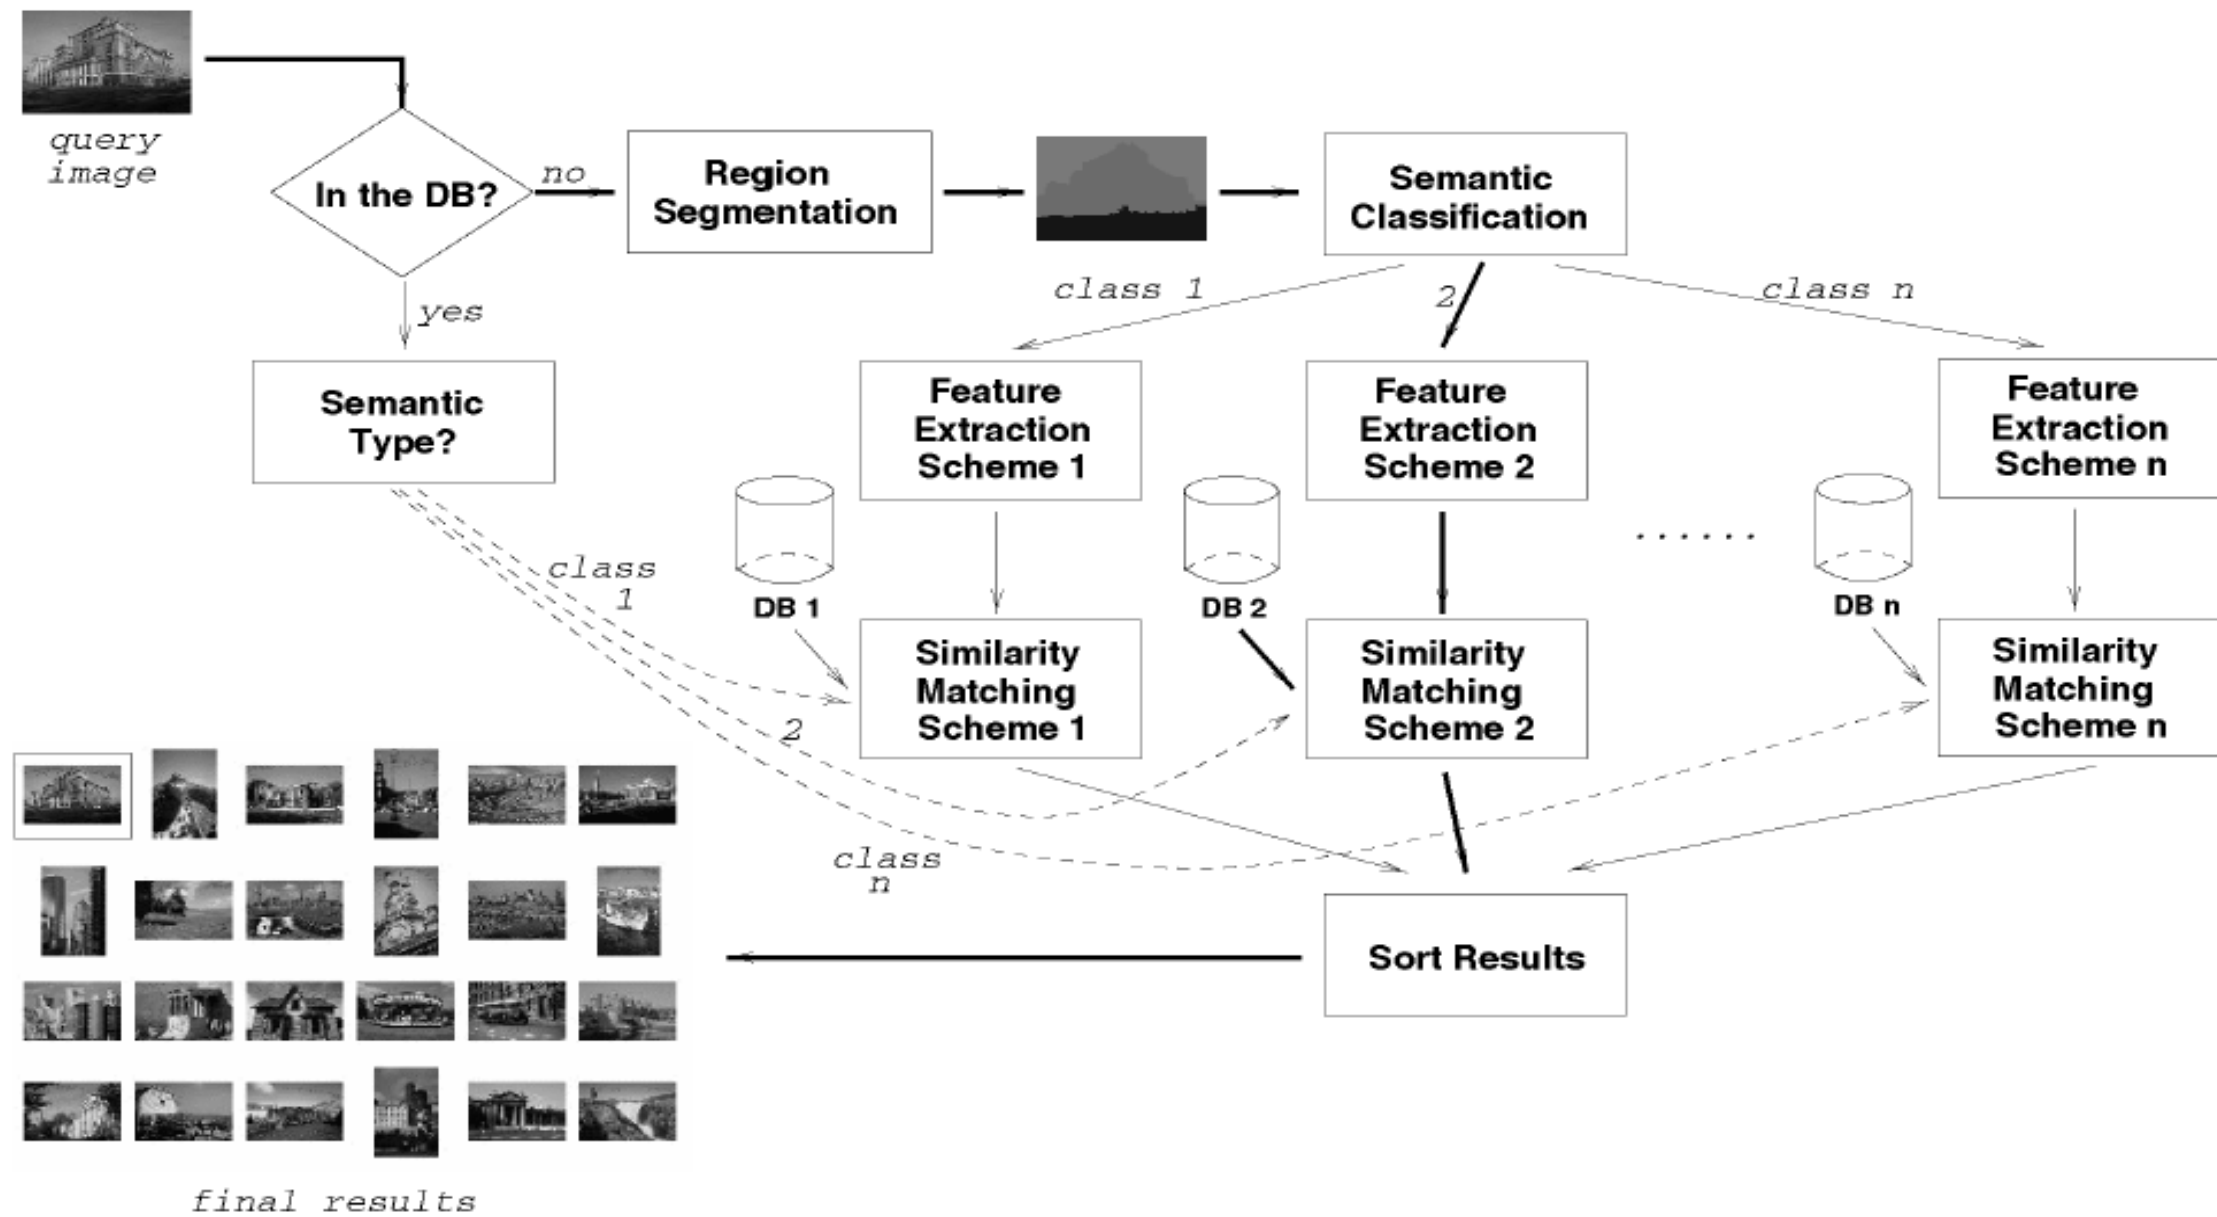 query
image
In the DB?
no
Region
Segmentation
Semantic
Classification
yes
class 1
2
class n
Semantic
Type?
Feature
Extraction
Scheme 1
Feature
Extraction
Scheme 2
Feature
Extraction
Scheme n
......
class
1
DB 1
DB 2
DB n
Similarity
Matching
Scheme 1
Similarity
Matching
Scheme 2
Similarity
Matching
Scheme n
2
class
n
Sort Results
final results